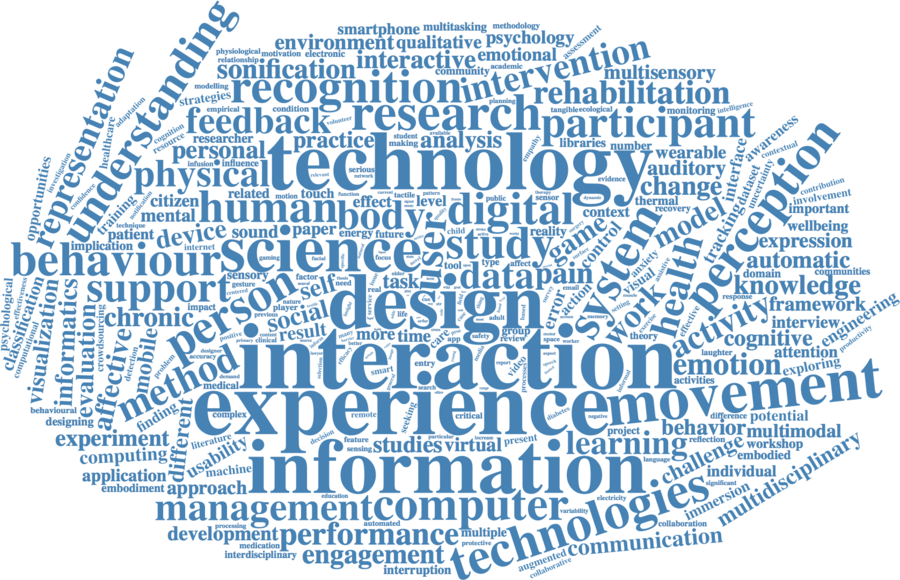 smartphone
multitasking
methodology
environment
qualitative
psychology
assessment
physiological
motivation
electronic
interactive
emotional
relationship
community
academic
intervention
understanding
sonification
multisensory
modelling
recognition
planning
rehabilitation
strategies
empirical
condition
research
tangible
ecological
monitoring
intelligence
representation
adaptation
healthcare
cognition
resource
feedback
volunteer
participant
researcher
practice
student
available
making
analysis
empathy
libraries
number
wearable
interface
awareness
contextual
personal
infusion
influence
technology
auditory
dataset
uncertainty
opportunities
investigation
confidence
training
physical
relevant
serious
network
evidence
change
perception
related
motion
touch
function
current
tactile
pattern
public
therapy
sensor
dynamic
thermal
recovery
contribution
involvement
citizen
human
effect
level
digital
context
model
tracking
important
technique
mental
body
child
reality
game
control
wellbeing
patient
device
sound
paper
energy
future
user
study
system
anxiety
expression
implication
internet
science
gaming
facial
focus
tool
type
affect
visual
health
automatic
behaviour
sensory
factor
self
need
task
data
pain
domain
communities
psychological
effectiveness
classification
computational
visualization
informatics
support
gesture
person
nature
player
previous
real
service
life
design
error
email
action
setting
work
positive
response
knowledge
evaluation
crowdsourcing
chronic
impact
social
result
clinical
more
time
care
app
adult
safety
group
review
memory
space
worker
theory
exercise
effective
activity
framework
interview
engineering
productivity
affective
mobile
detection
problem
designer
accuracy
demand
method
medical
smart
better
entry
search
video
interaction
laughter
activities
emotion
cognitive
attention
exploring
behavioural
designing
finding
experience
movement
complex
remote
seeking
critical
diabetes
negative
informal
project
difference
potential
experiment
different
literature
decision
feature
sensing
studies
particular
increase
virtual
present
learning
behavior
multimodal
reflection
workshop
computing
usability
machine
information
language
challenge
embodied
application
embodiment
approach
education
electricity
significant
individual
immersion
multidisciplinary
management
computer
variability
technologies
collaboration
development
processing
performance
automated
multiple
protective
communication
interdisciplinary
medication
engagement
interruption
augmented
collaborative